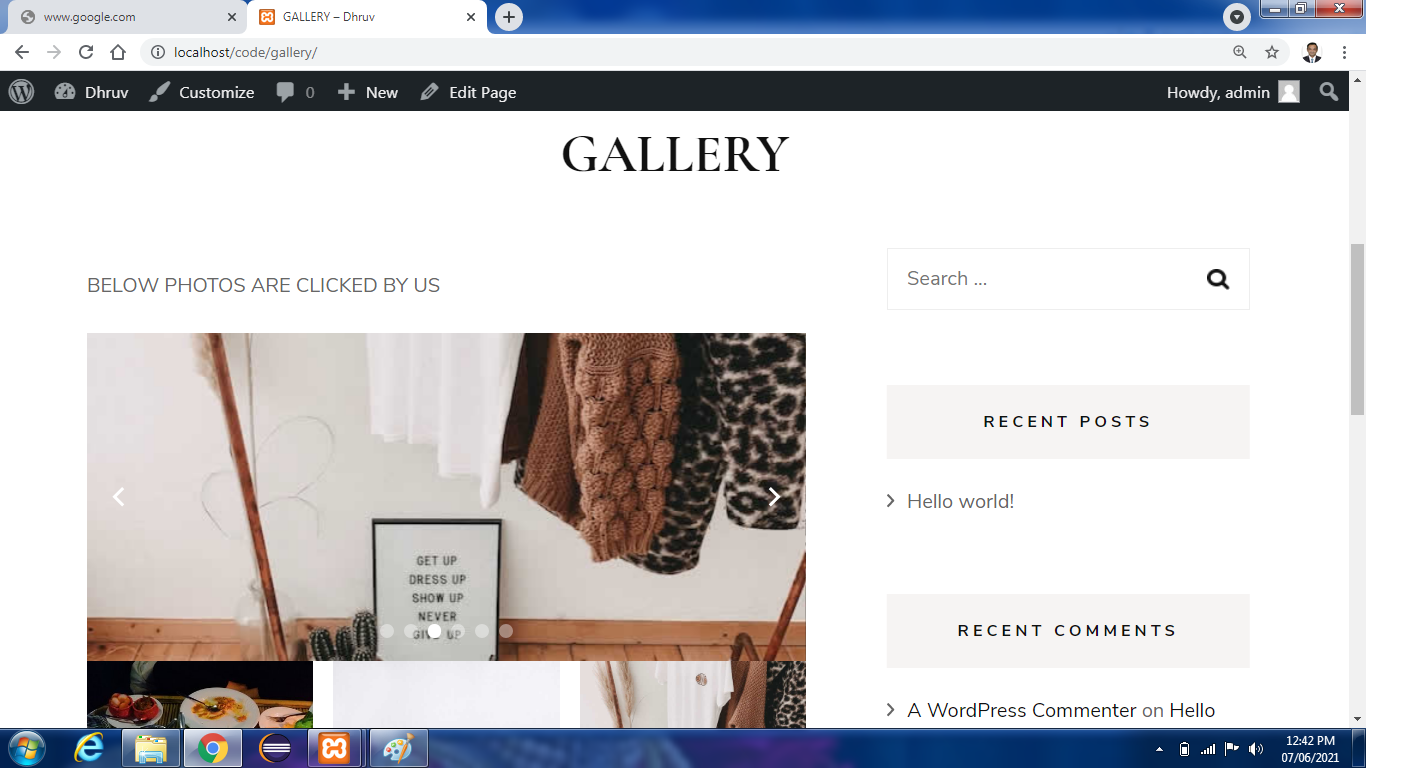 www.google.com
GALLERY – Dhruv
localhost/code/gallery/
Dhruv
Customize
0
New
Edit Page
Howdy, admin
GALLERY
BELOW PHOTOS ARE CLICKED BY US
GET UP
DRESS UP
SHOW UP
NEVER
GIVE UP
Search ...
RECENT POSTS
Hello world!
RECENT COMMENTS
A WordPress Commenter on Hello
12:42 PM
07/06/2021